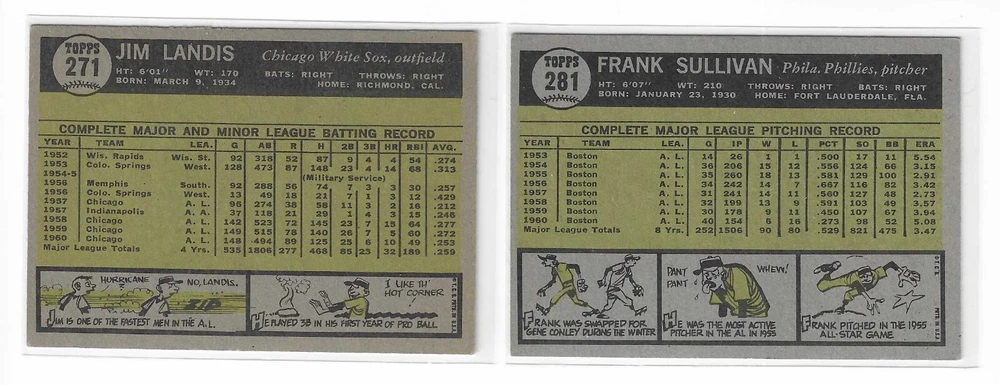 TOPPS
271
JIM LANDIS
Chicago White Sox, outfield
HT: 6'01" WT: 170 BATS: RIGHT THROWS: RIGHT
BORN: MARCH 9, 1934 HOME: RICHMOND, CAL.
COMPLETE MAJOR AND MINOR LEAGUE BATTING RECORD
YEAR TEAM LEA. G AB R H 2B 3B HR RBI AVG.
1952 Wis. Rapids Wis. St. 92 318 52 87 9 4 4 54 .274
1953 Colo. Springs West. 128 473 87 148 23 4 14 68 .313
1954-5 (Military Service)
1956 Memphis South. 92 288 56 74 7 3 3 30 .257
1956 Colo. Springs West. 13 49 18 21 7 1 3 12 .429
1957 Chicago A. L. 96 274 38 58 11 3 2 16 .212
1957 Indianapolis A. A. 37 118 21 29 1 4 3 15 .246
1958 Chicago A. L. 142 523 72 145 23 7 15 64 .277
1959 Chicago A. L. 149 515 78 140 26 7 5 60 .272
1960 Chicago A. L. 148 494 89 125 25 6 10 49 .253
Major League Totals 4 Yrs. 535 1806 277 468 85 23 32 189 .259
HURRICANE
NO, LANDIS.
ZIP
JIM IS ONE OF THE FASTEST MEN IN THE A.L.
I LIKE TH'
HOT CORNER!
HE PLAYED 3B IN HIS FIRST YEAR OF PRO BALL
TOPPS
281
FRANK SULLIVAN
Phila. Phillies, pitcher
HT: 6'07" WT: 210 THROWS: RIGHT BATS: RIGHT
BORN: JANUARY 23, 1930 HOME: FORT LAUDERDALE, FLA.
COMPLETE MAJOR LEAGUE PITCHING RECORD
YEAR TEAM LEA. G IP W L PCT SO BB ERA
1953 Boston A. L. 14 26 1 1 .500 17 11 5.54
1954 Boston A. L. 36 206 15 12 .556 124 66 3.15
1955 Boston A. L. 35 260 18 13 .581 129 100 2.91
1956 Boston A. L. 34 242 14 7 .667 116 82 3.42
1957 Boston A. L. 31 241 14 11 .560 127 48 2.73
1958 Boston A. L. 32 199 13 9 .591 103 49 3.57
1959 Boston A. L. 30 178 9 11 .450 107 67 3.94
1960 Boston A. L. 40 154 6 16 .273 98 52 5.08
Major League Totals 8 Yrs. 252 1506 90 80 .529 821 475 3.47
FRANK WAS SWAPPED FOR
GENE CONLEY DURING THE WINTER
PANT
PANT
WHEW!
HE WAS THE MOST ACTIVE
PITCHER IN THE AL IN 1955
FRANK PITCHED IN THE 1955
ALL-STAR GAME